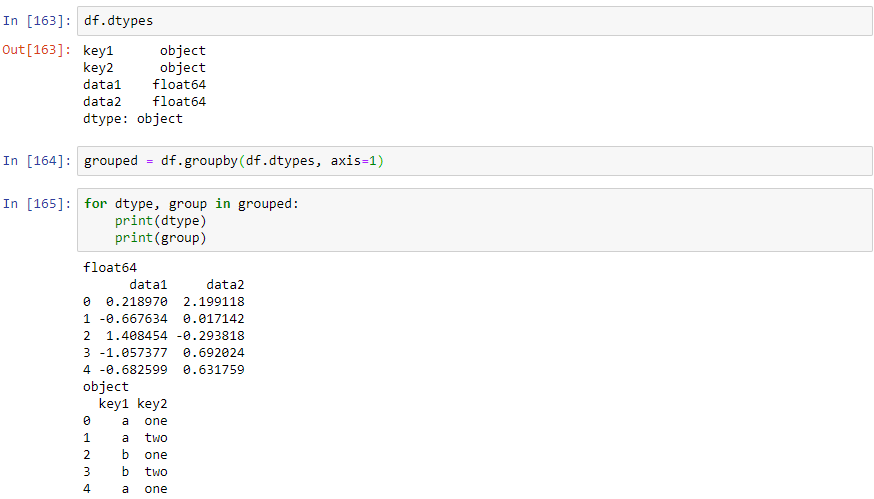 In [163]: df.dtypes
Out[163]: key1      object
key2      object
data1    float64
data2    float64
dtype: object
In [164]: grouped = df.groupby(df.dtypes, axis=1)
In [165]: for dtype, group in grouped:
    print(dtype)
    print(group)
float64
      data1     data2
0  0.218970  2.199118
1 -0.667634  0.017142
2  1.408454 -0.293818
3 -1.057377  0.692024
4 -0.682599  0.631759
object
  key1 key2
0    a  one
1    a  two
2    b  one
3    b  two
4    a  one